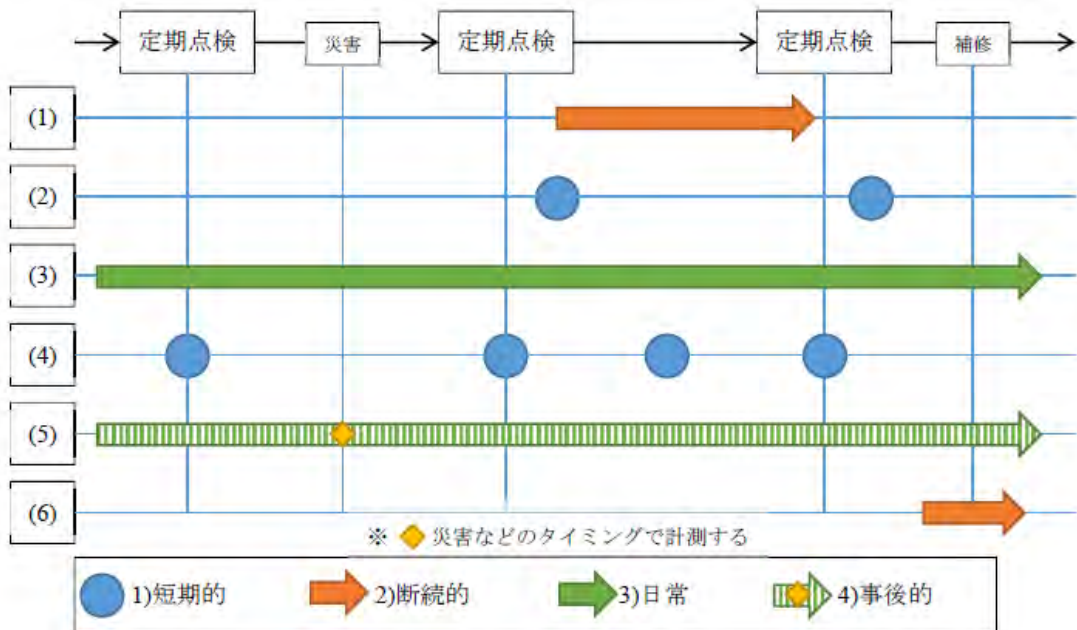 定期点検 災害 定期点検 定期点検 補修
(1)
(2)
(3)
(4)
(5)
(6)
※ 災害などのタイミングで計測する
1)短期的 2)断続的 3)日常 4)事後的